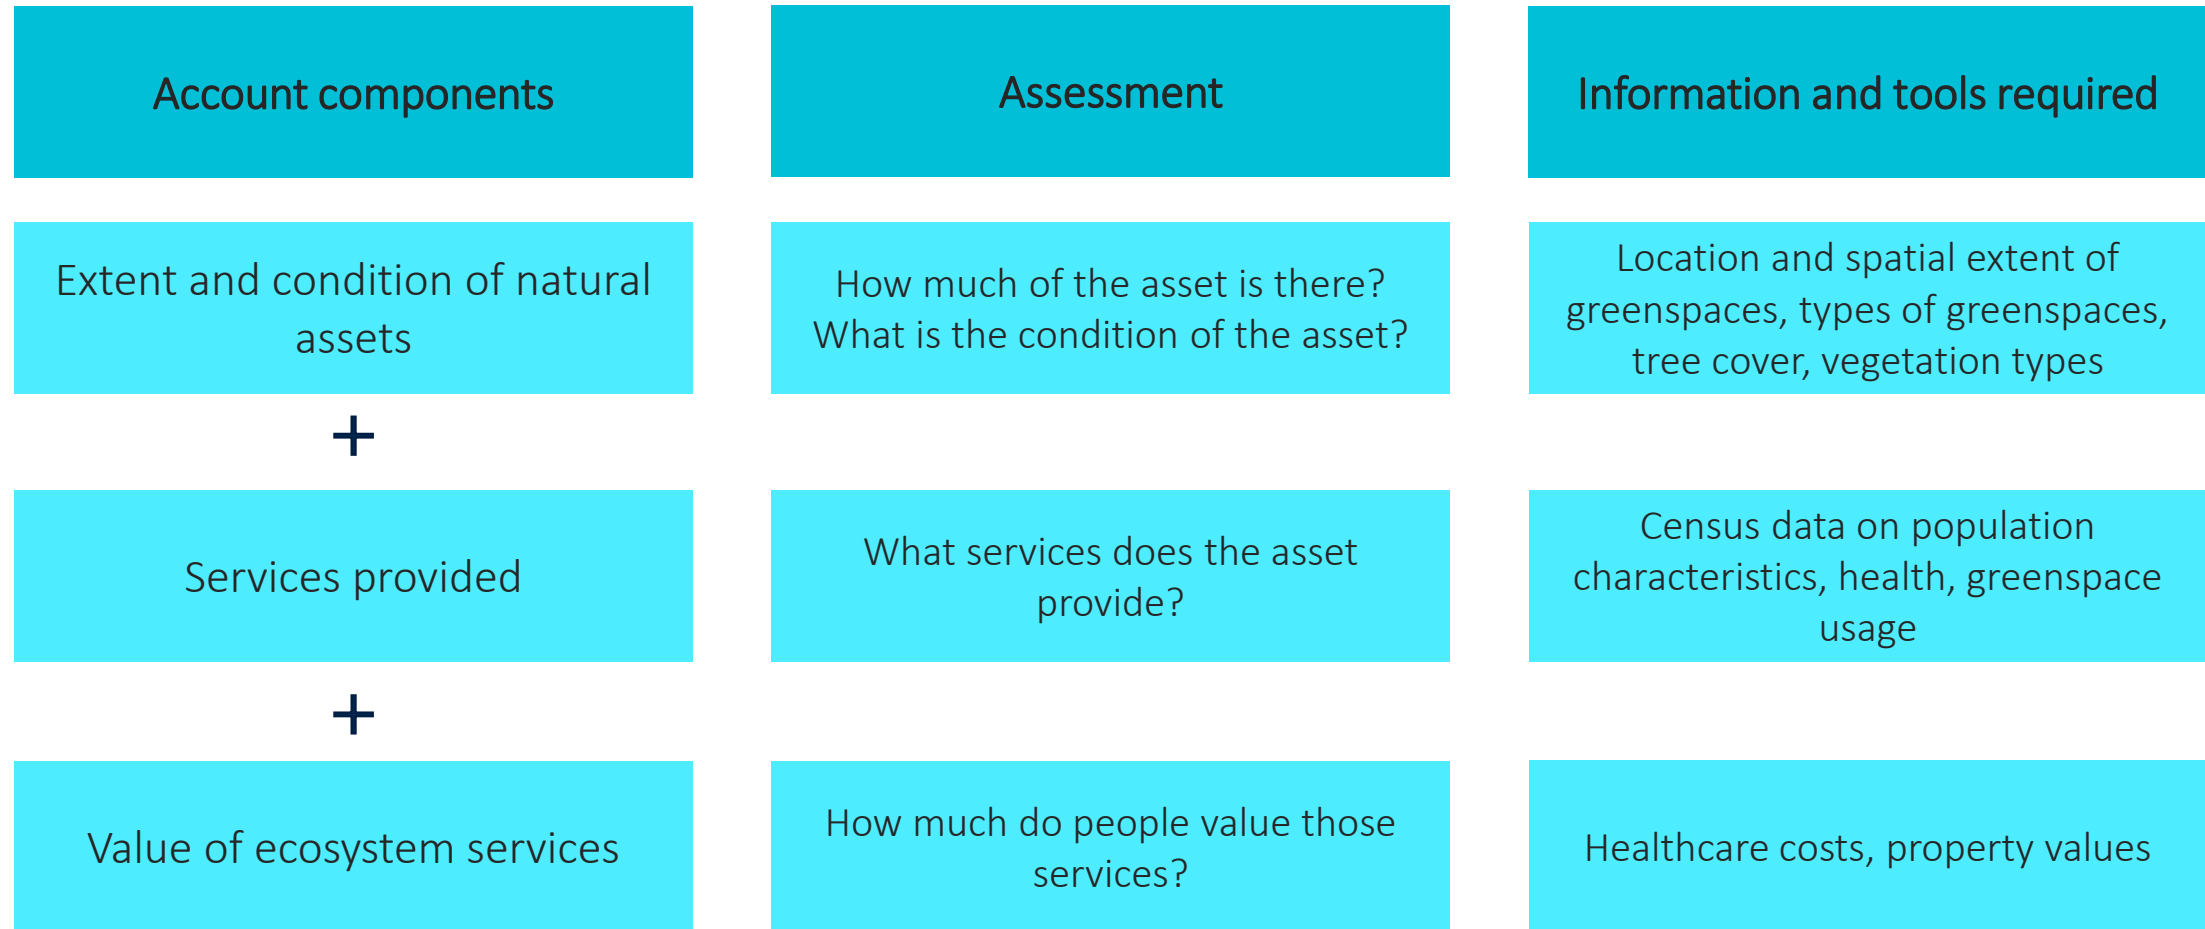 Account components
Assessment
Information and tools required
Extent and condition of natural
assets
How much of the asset is there?
What is the condition of the asset?
Location and spatial extent of
greenspaces, types of greenspaces,
tree cover, vegetation types
+
Services provided
What services does the asset
provide?
Census data on population
characteristics, health, greenspace
usage
+
Value of ecosystem services
How much do people value those
services?
Healthcare costs, property values